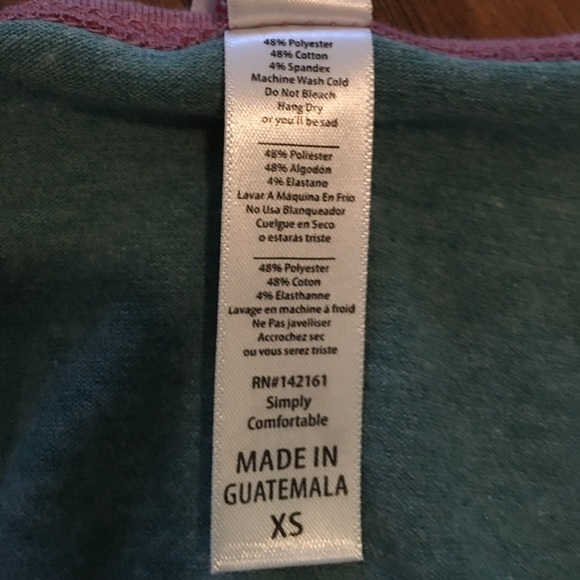 48% Polyester
48% Cotton
4% Spandex
Machine Wash Cold
Do Not Bleach
Hang Dry
or you'll be sad
48% Poliéster
48% Algodón
4% Elastano
Lavar A Máquina En Frío
No Usa Blanqueador
Cuelgue en Seco
o estarás triste
48% Polyester
48% Coton
4% Élasthanne
Lavage en machine à froid
Ne Pas javelliser
Accrochez sec
ou vous serez triste
RN#142161
Simply
Comfortable
MADE IN
GUATEMALA
XS